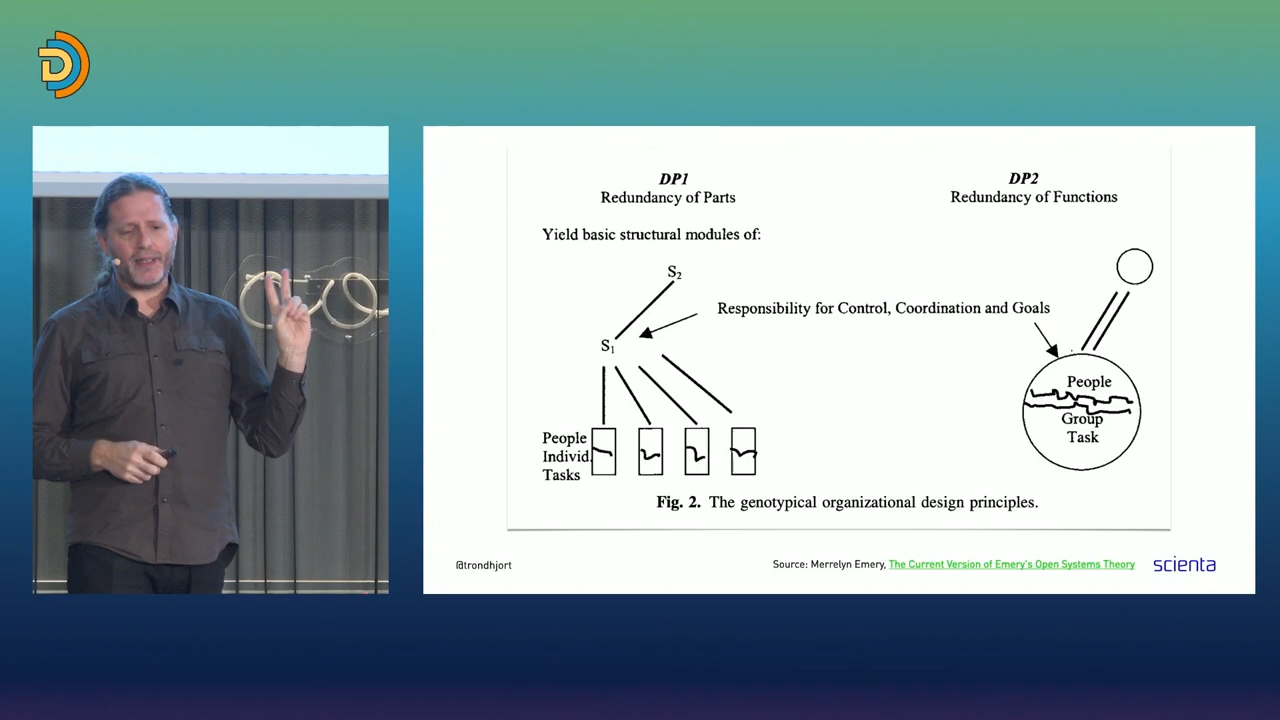 D
DP1
Redundancy of Parts
DP2
Redundancy of Functions
Yield basic structural modules of:
S₂
Responsibility for Control, Coordination and Goals
S₁
People
Individ.
Tasks
People
Group
Task
Fig. 2. The genotypical organizational design principles.
@trondhjort
Source: Merrelyn Emery, The Current Version of Emery's Open Systems Theory
scienta